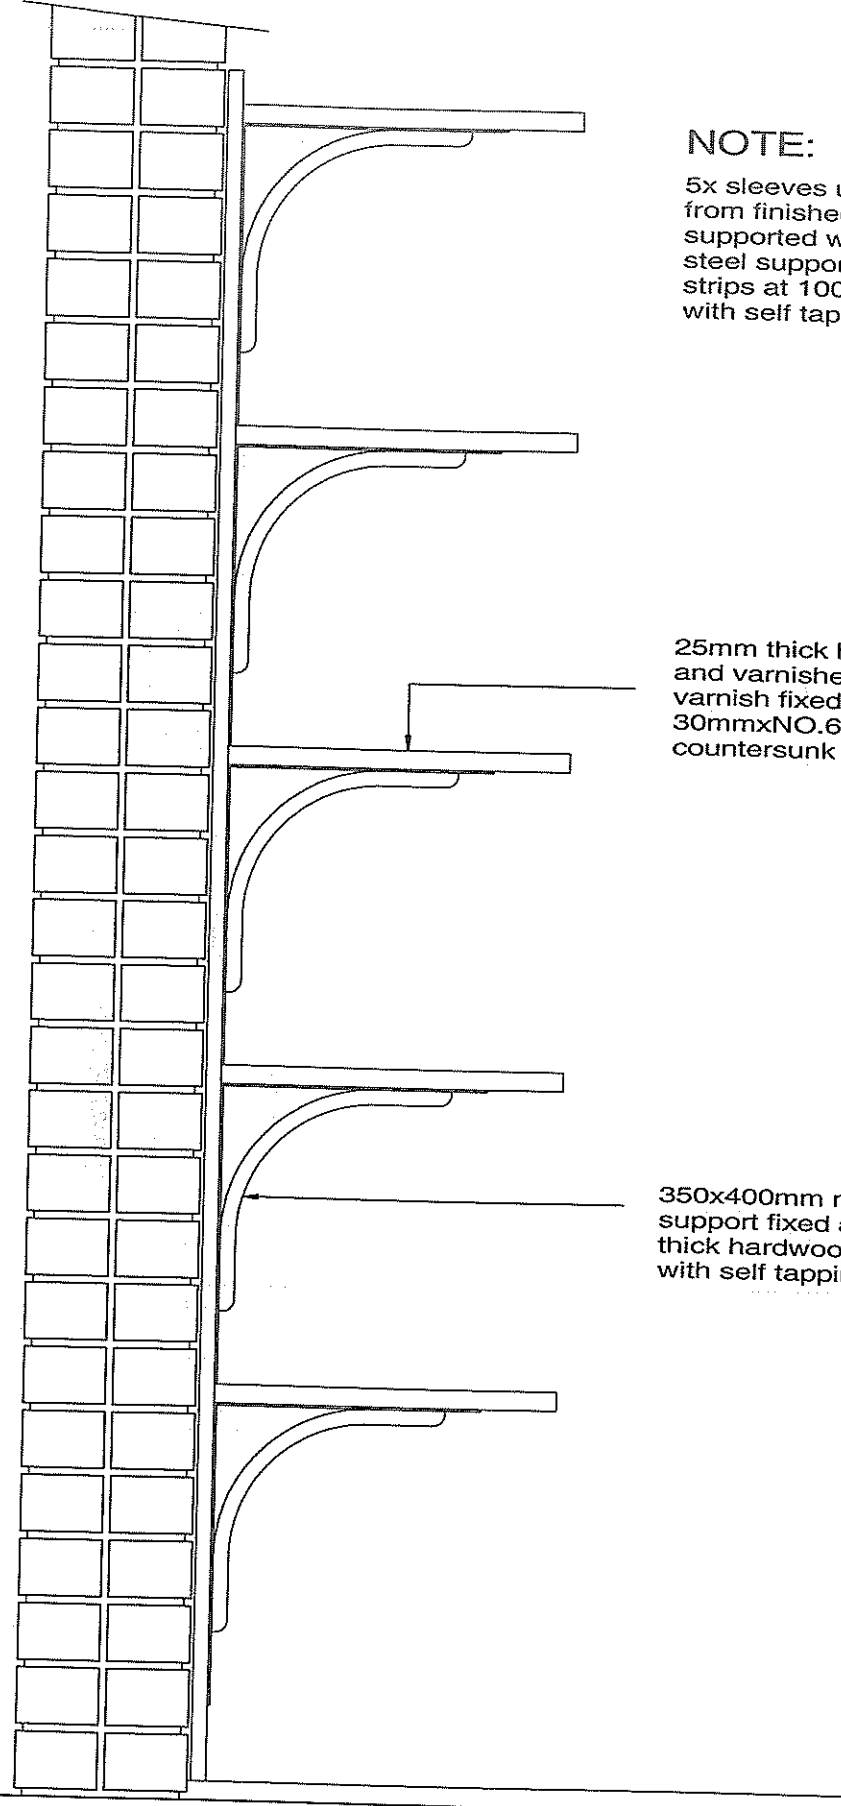 NOTE:
5x sleeves
from finishe
supported w
steel suppor
strips at 100
with self tap
25mm thick
and varnishe
varnish fixed
30mmxNO.6
countersunk
350x400mm
support fixed
thick hardwoo
with self tappi